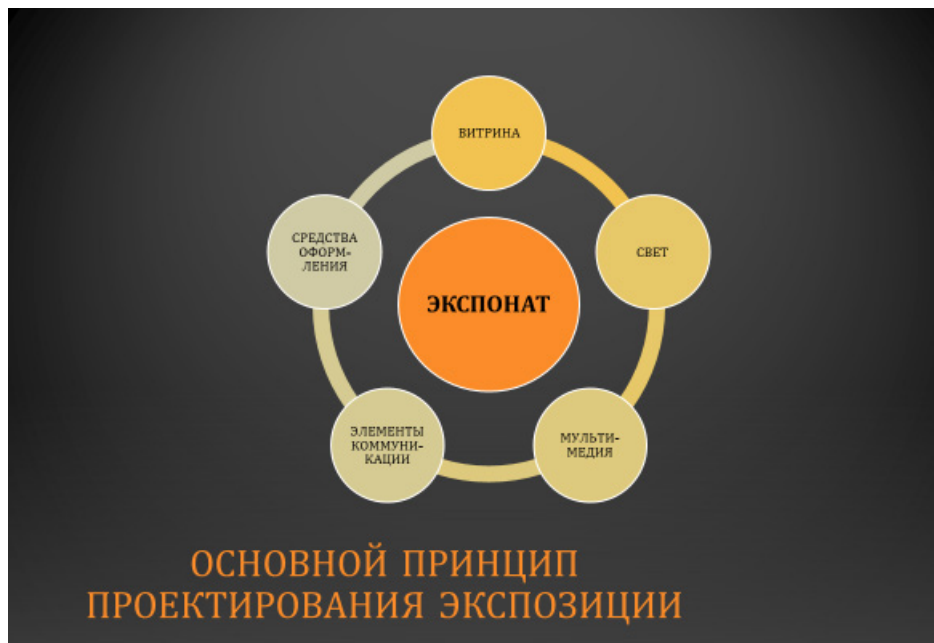 ВИТРИНА
СВЕТ
МУЛЬТИ-
МЕДИЯ
ЭЛЕМЕНТЫ
КОММУНИ-
КАЦИИ
СРЕДСТВА
ОФОРМ-
ЛЕНИЯ
ЭКСПОНАТ
ОСНОВНОЙ ПРИНЦИП
ПРОЕКТИРОВАНИЯ ЭКСПОЗИЦИИ